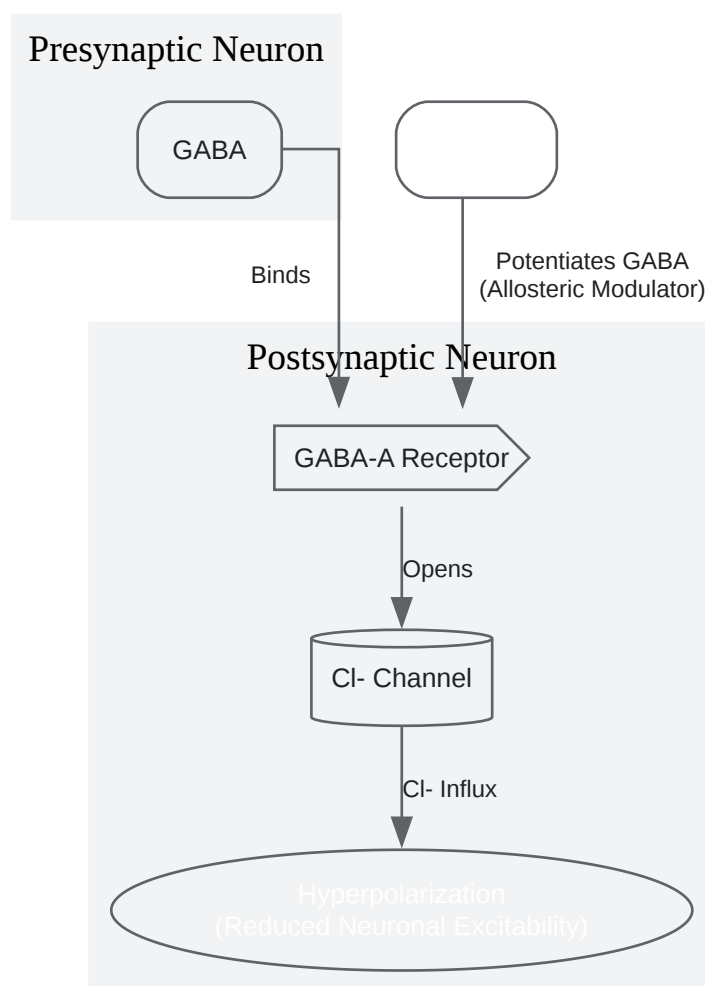 Presynaptic Neuron
GABA
Binds
Potentiates GABA
(Allosteric Modulator)
Postsynaptic Neuron
GABA-A Receptor
Opens
Cl- Channel
Cl- Influx
Hyperpolarization
(Reduced Neuronal Excitability)